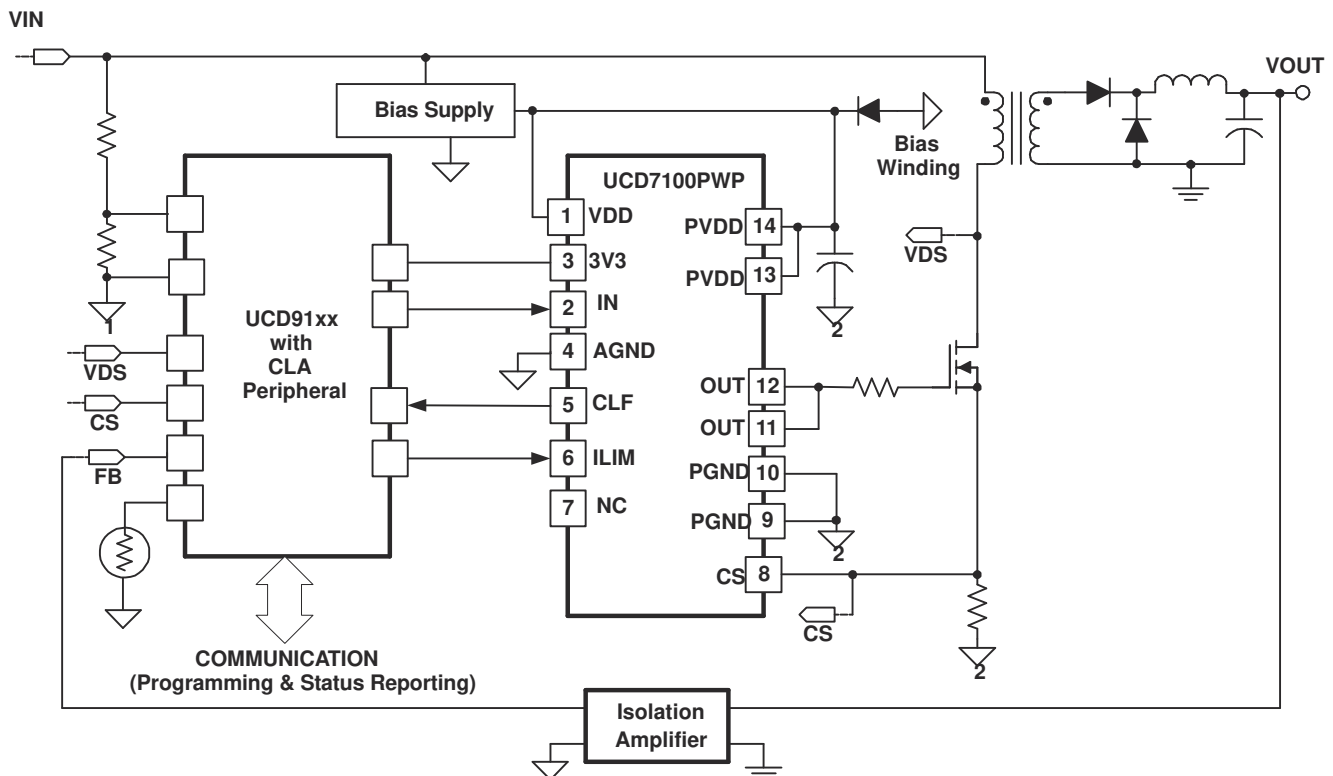 VIN
VOUT
Bias Supply
Bias
Winding
UCD7100PWP
1 VDD
PVDD 14
3 3V3
PVDD 13
VDS
2 IN
2
UCD91xx
with
CLA
Peripheral
1
4 AGND
VDS
OUT 12
5 CLF
CS
OUT 11
6 ILIM
FB
PGND 10
7 NC
PGND 9
2
CS 8
CS
2
COMMUNICATION
(Programming & Status Reporting)
Isolation
Amplifier